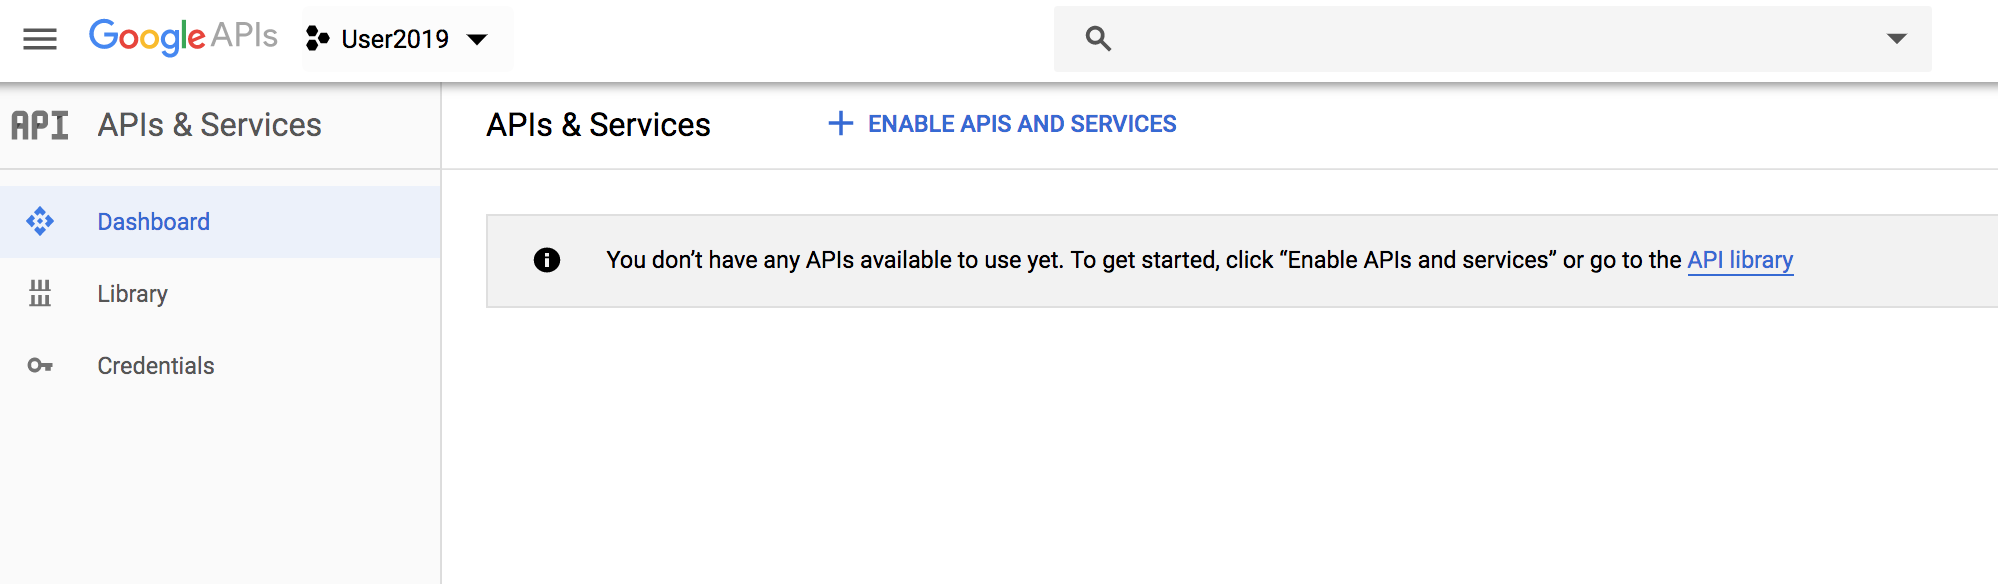 Google APIs User2019
API APIs & Services
APIs & Services
ENABLE APIS AND SERVICES
Dashboard
Library
Credentials
You don’t have any APIs available to use yet. To get started, click “Enable APIs and services” or go to the API library